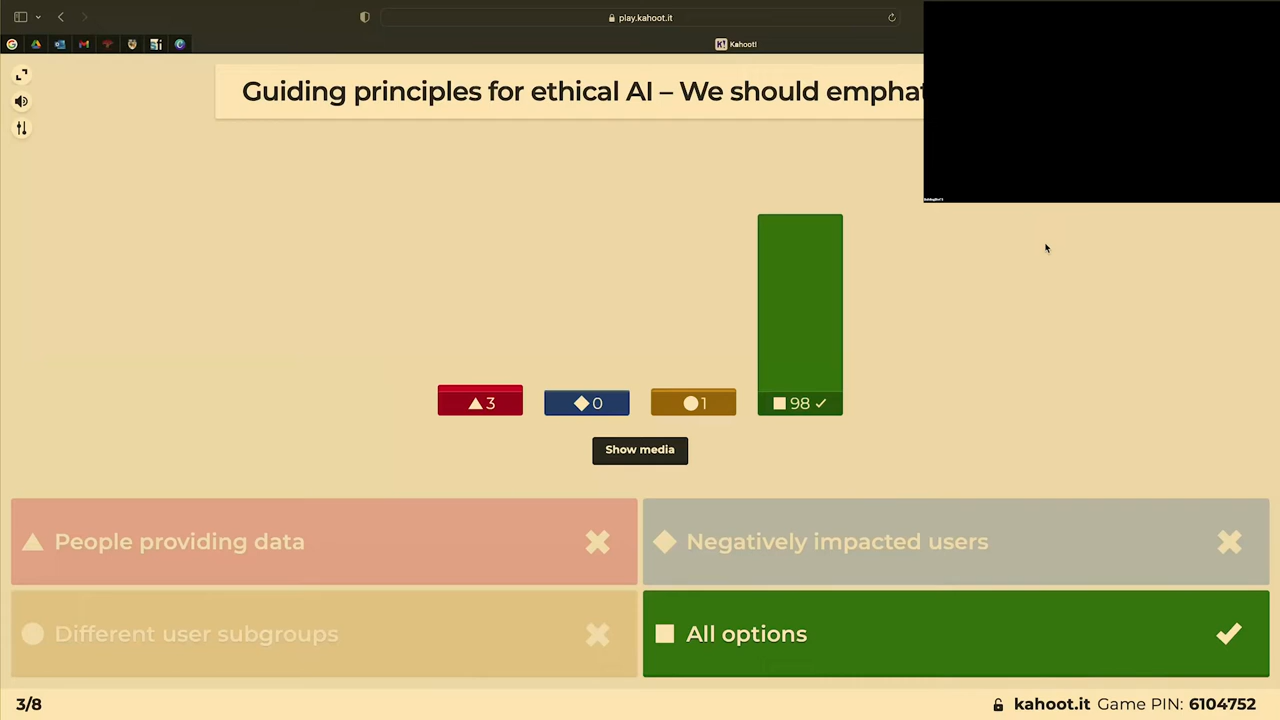 play.kahoot.it
K! Kahoot!
Guiding principles for ethical AI – We should emphat
3
0
1
98
Show media
People providing data
Negatively impacted users
Different user subgroups
All options
3/8
kahoot.it Game PIN: 6104752